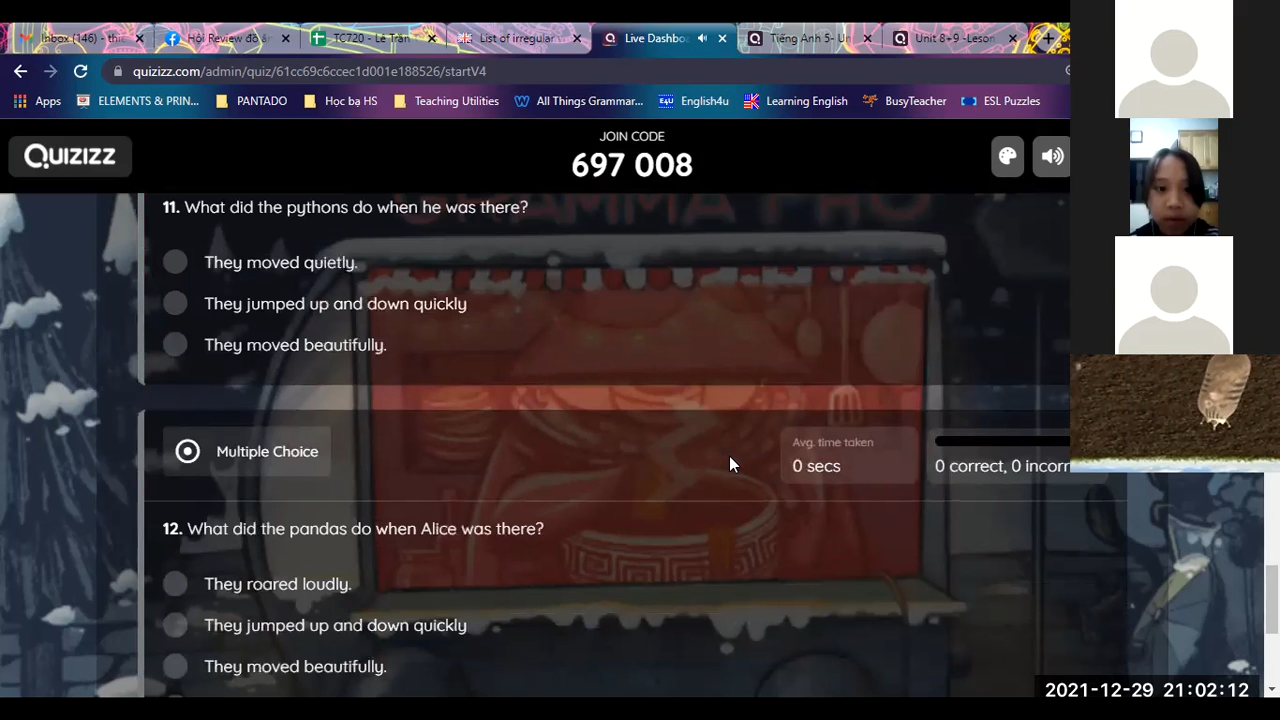 Inbox (146) - thi
Hội Review đồ ăn
TC720 - Le Tran
List of irregular
Live Dashbo
Tiếng Anh 5- Un
Unit 8+9 -Leson
quizizz.com/admin/quiz/61cc69c6ccec1d001e188526/startV4
Apps
ELEMENTS & PRIN...
PANTADO
Học bạ HS
Teaching Utilities
All Things Grammar...
English4u
Learning English
BusyTeacher
ESL Puzzles
Quizizz
JOIN CODE
697 008
11. What did the pythons do when he was there?
They moved quietly.
They jumped up and down quickly
They moved beautifully.
Multiple Choice
Avg. time taken
0 secs
0 correct, 0 incorr
12. What did the pandas do when Alice was there?
They roared loudly.
They jumped up and down quickly
They moved beautifully.
2021-12-29 21:02:12